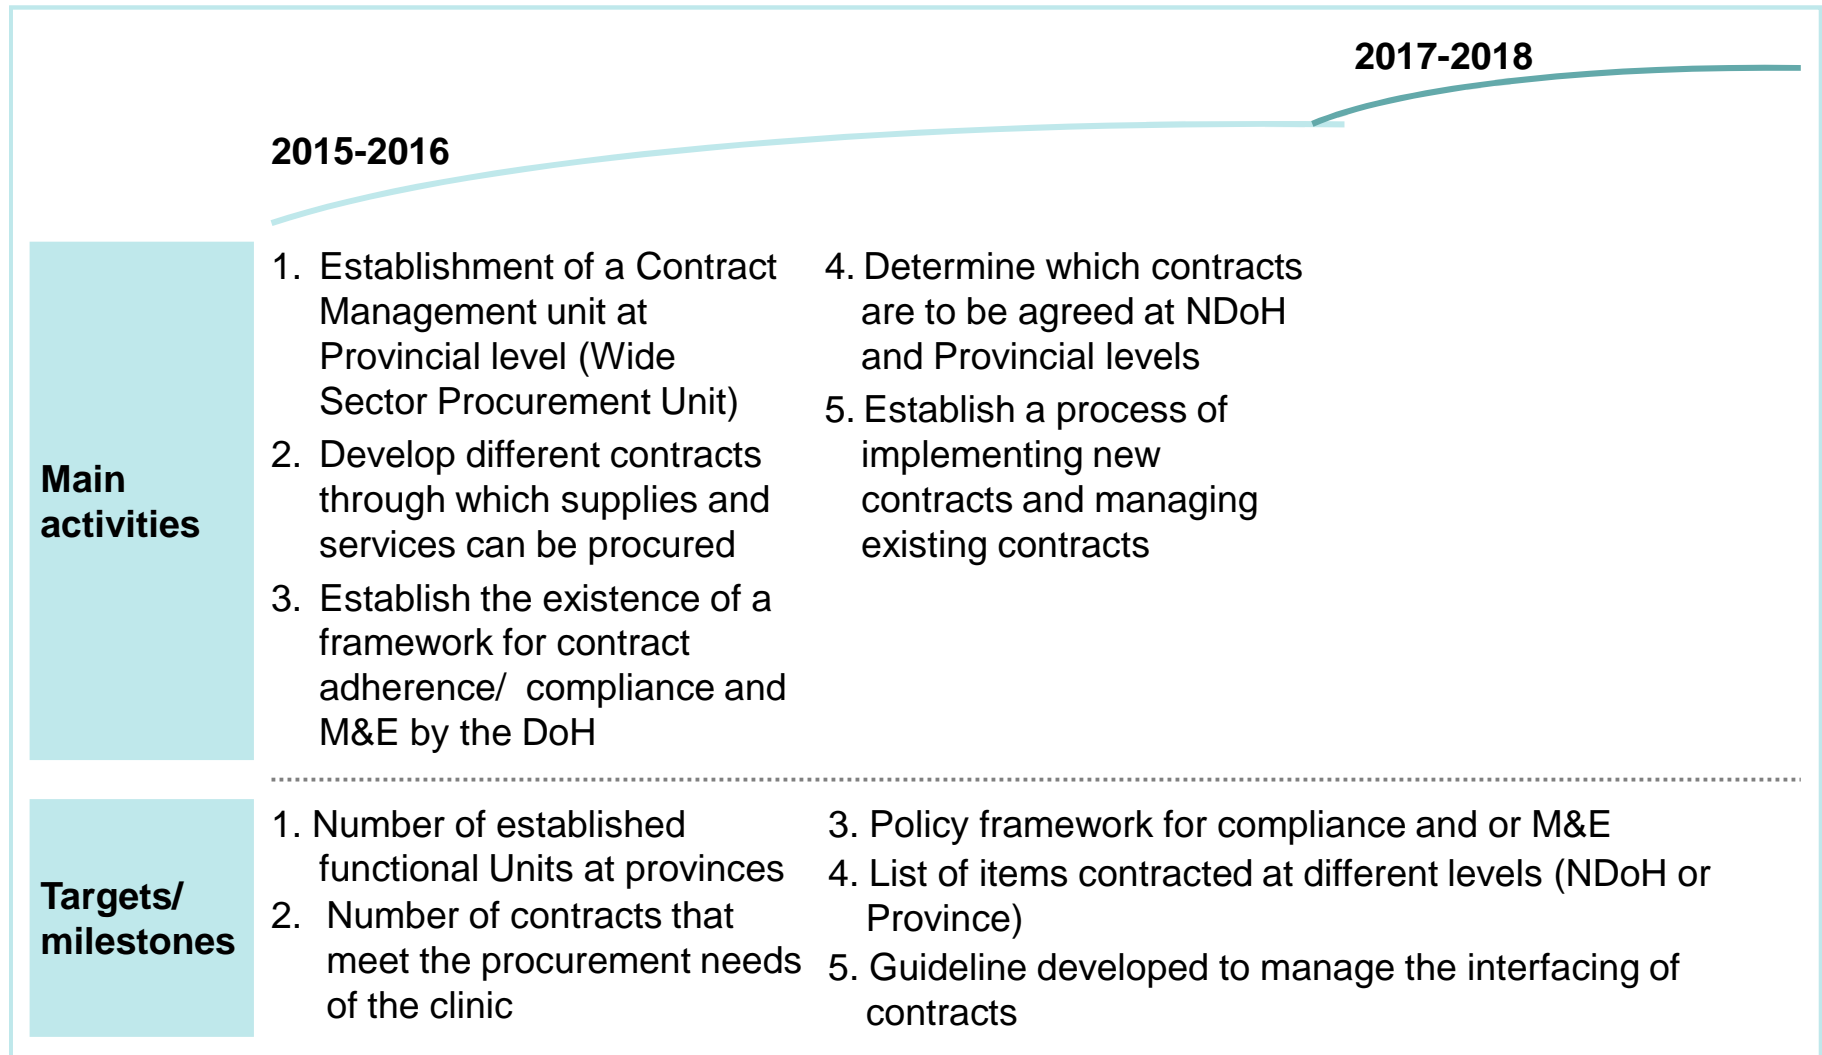 2017-2018
2015-2016
Main
activities
1. Establishment of a Contract
Management unit at
Provincial level (Wide
Sector Procurement Unit)
2. Develop different contracts
through which supplies and
services can be procured
3. Establish the existence of a
framework for contract
adherence/ compliance and
M&E by the DoH
4. Determine which contracts
are to be agreed at NDoH
and Provincial levels
5. Establish a process of
implementing new
contracts and managing
existing contracts
Targets/
milestones
1. Number of established
functional Units at provinces
2. Number of contracts that
meet the procurement needs
of the clinic
3. Policy framework for compliance and or M&E
4. List of items contracted at different levels (NDoH or
Province)
5. Guideline developed to manage the interfacing of
contracts